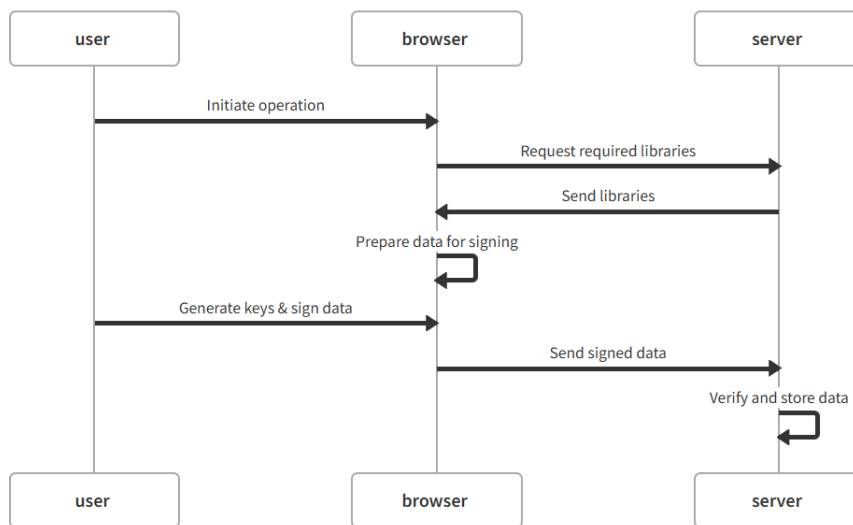 user
browser
server
Initiate operation
Request required libraries
Send libraries
Prepare data for signing
Generate keys & sign data
Send signed data
Verify and store data
user
browser
server